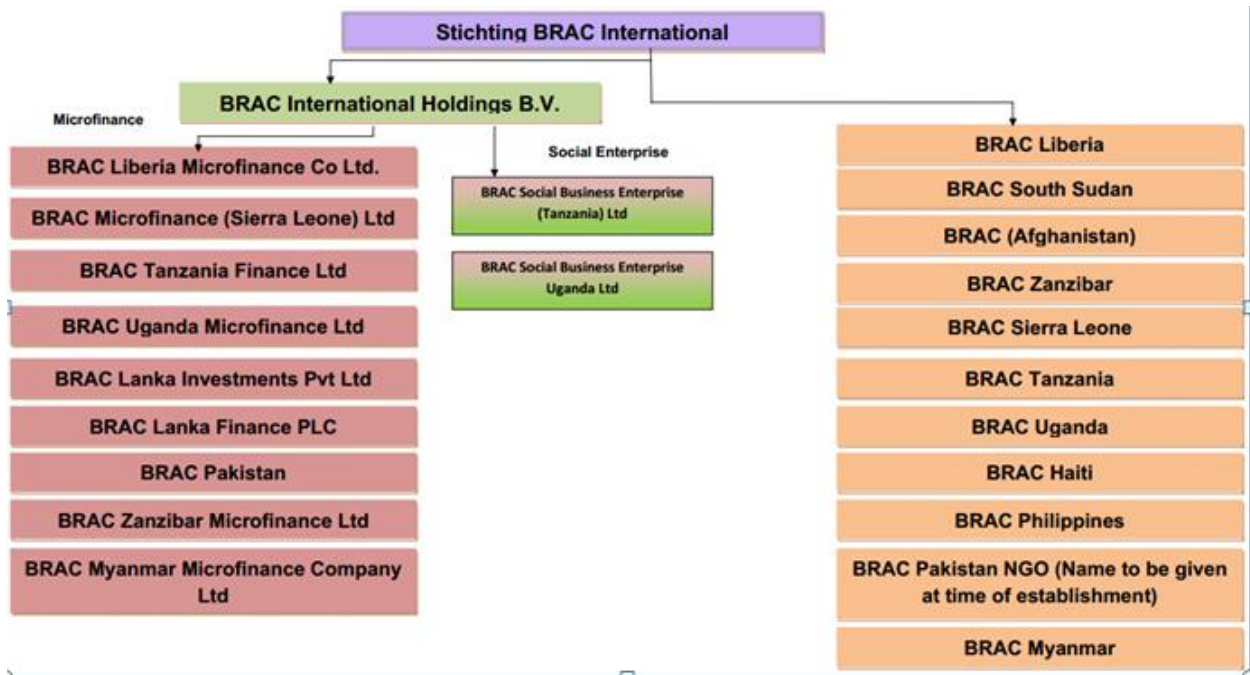 Stichting BRAC International
BRAC International Holdings B.V.
Microfinance
BRAC Liberia Microfinance Co Ltd.
BRAC Microfinance (Sierra Leone) Ltd
BRAC Tanzania Finance Ltd
BRAC Uganda Microfinance Ltd
BRAC Lanka Investments Pvt Ltd
BRAC Lanka Finance PLC
BRAC Pakistan
BRAC Zanzibar Microfinance Ltd
BRAC Myanmar Microfinance Company
Ltd
Social Enterprise
BRAC Social Business Enterprise
(Tanzania) Ltd
BRAC Social Business Enterprise
Uganda Ltd
BRAC Liberia
BRAC South Sudan
BRAC (Afghanistan)
BRAC Zanzibar
BRAC Sierra Leone
BRAC Tanzania
BRAC Uganda
BRAC Haiti
BRAC Philippines
BRAC Pakistan NGO (Name to be given
at time of establishment)
BRAC Myanmar